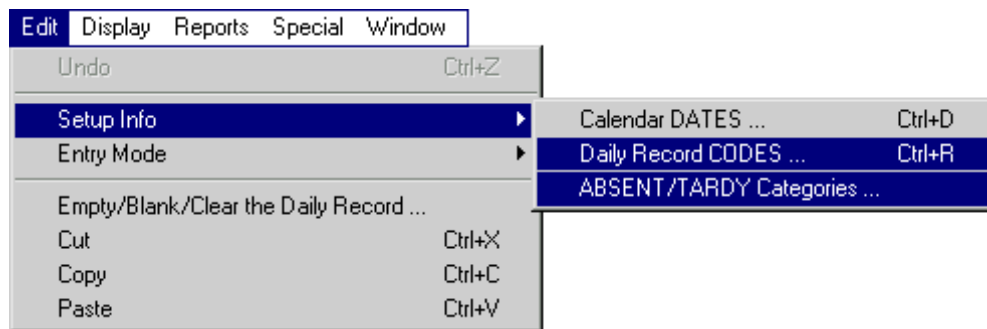 Edit Display Reports Special Window
Undo Ctrl+Z
Setup Info
Calendar DATES ... Ctrl+D
Entry Mode
Daily Record CODES ... Ctrl+R
ABSENT/TARDY Categories ...
Empty/Blank/Clear the Daily Record ...
Cut Ctrl+X
Copy Ctrl+C
Paste Ctrl+V